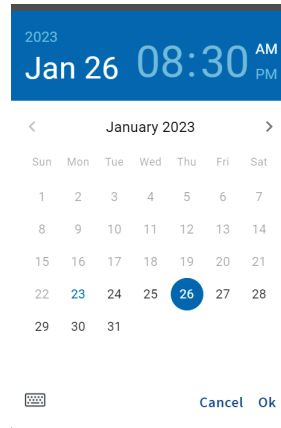 2023
Jan 26 08:30 AM
PM
January 2023
Sun Mon Tue Wed Thu Fri Sat
1 2 3 4 5 6 7
8 9 10 11 12 13 14
15 16 17 18 19 20 21
22 23 24 25 26 27 28
29 30 31
Cancel Ok